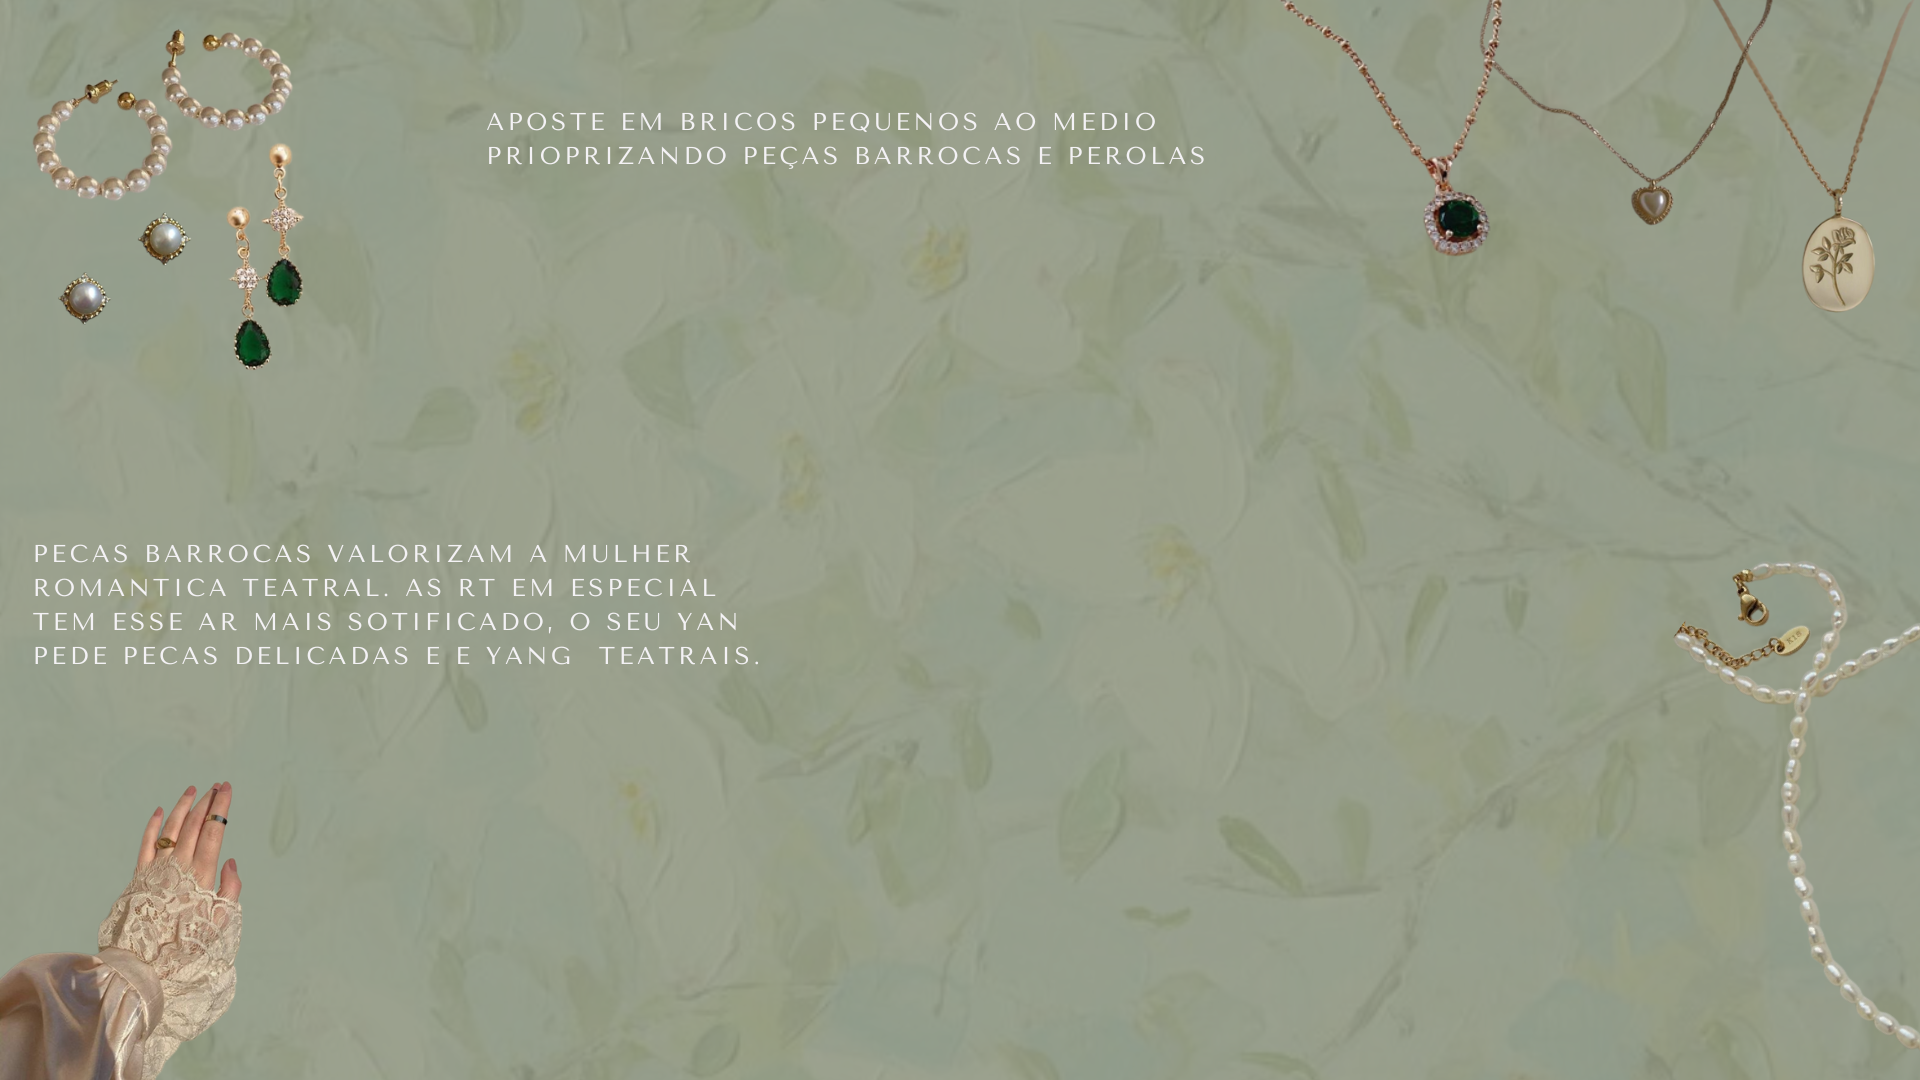 APOSTE EM BRICOS PEQUENOS AO MEDIO
PRIOPRIZANDO PEÇAS BARROCAS E PEROLAS
PECAS BARROCAS VALORIZAM A MULHER
ROMANTICA TEATRAL. AS RT EM ESPECIAL
TEM ESSE AR MAIS SOTIFICADO, O SEU YAN
PEDE PECAS DELICADAS E E YANG TEATRAIS.